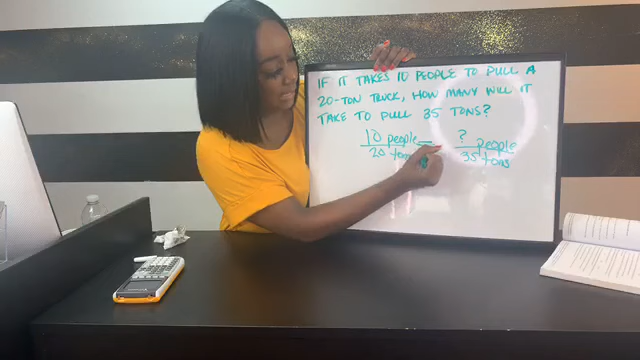 IF IT TAKES 10 PEOPLE TO PULL A
20-TON TRUCK, HOW MANY WILL IT
TAKE TO PULL 35 TONS?
10 people ? people
20 tons 35 tons